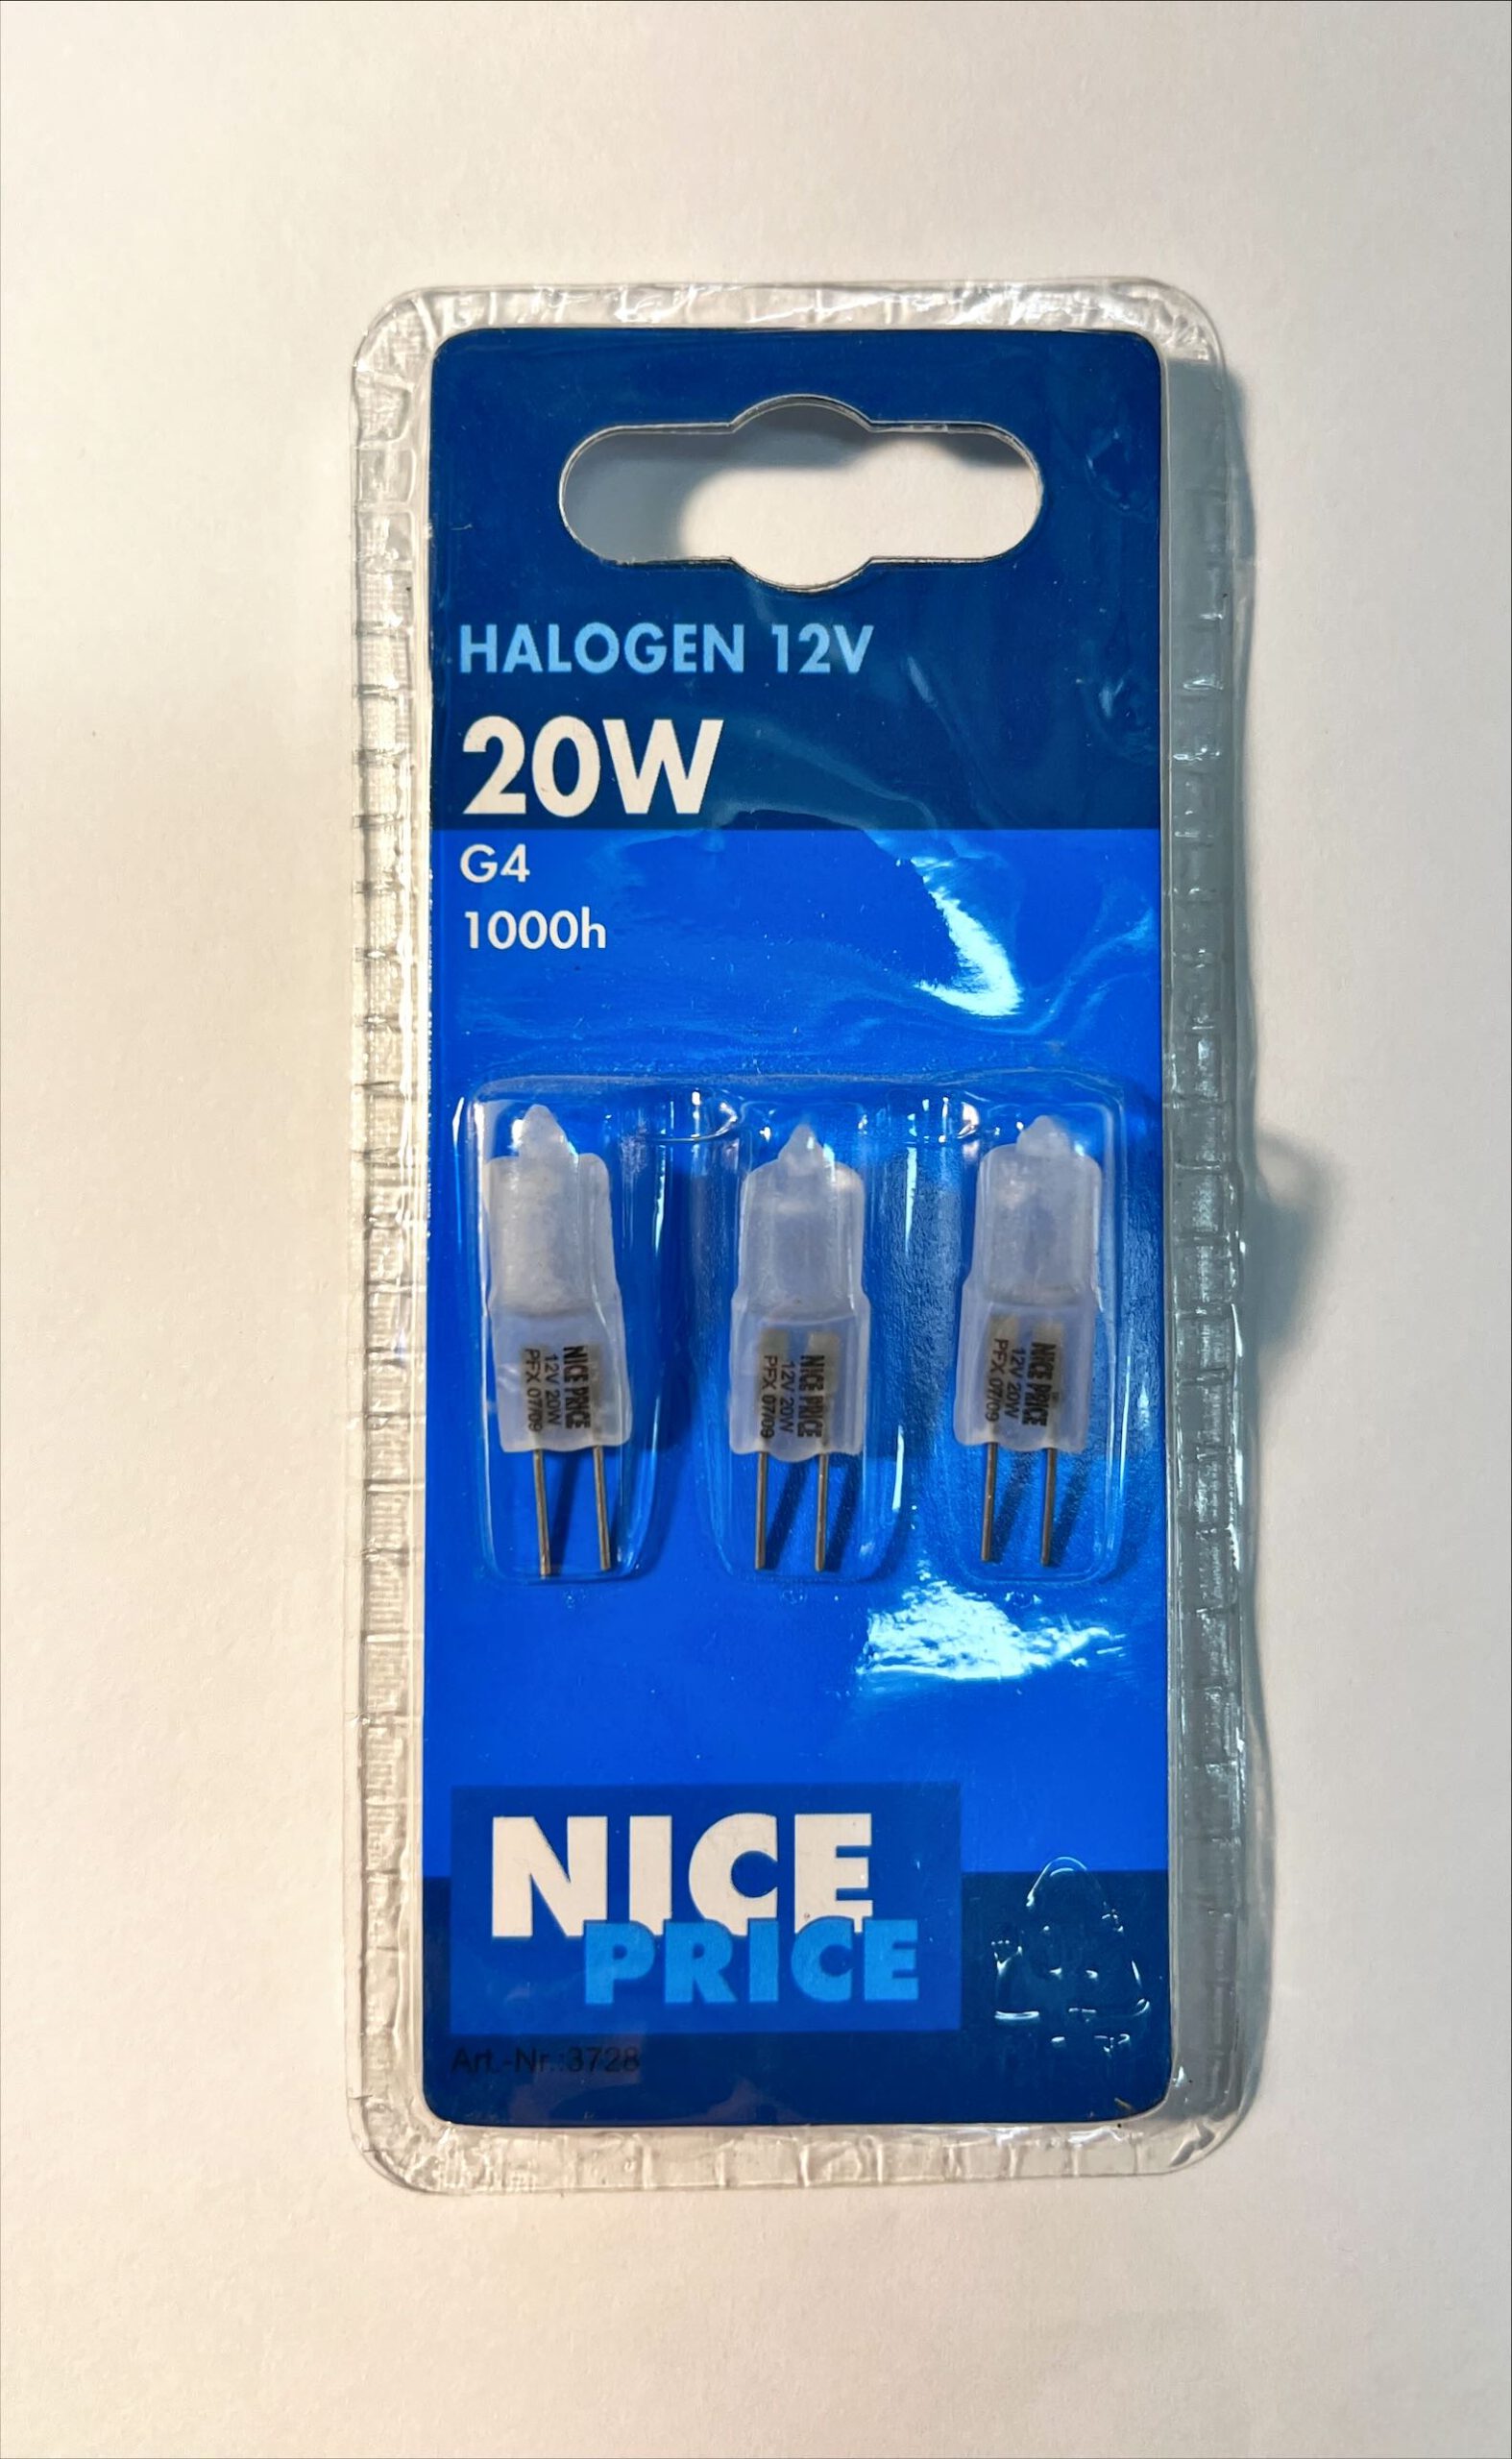 HALOGEN 12V
20W
G4
1000h
NICE PRICE
12V 20W
PFX 07/09
NICE PRICE
12V 20W
PFX 07/09
NICE PRICE
12V 20W
PFX 07/09
NICE
PRICE
Art.-Nr.:3728